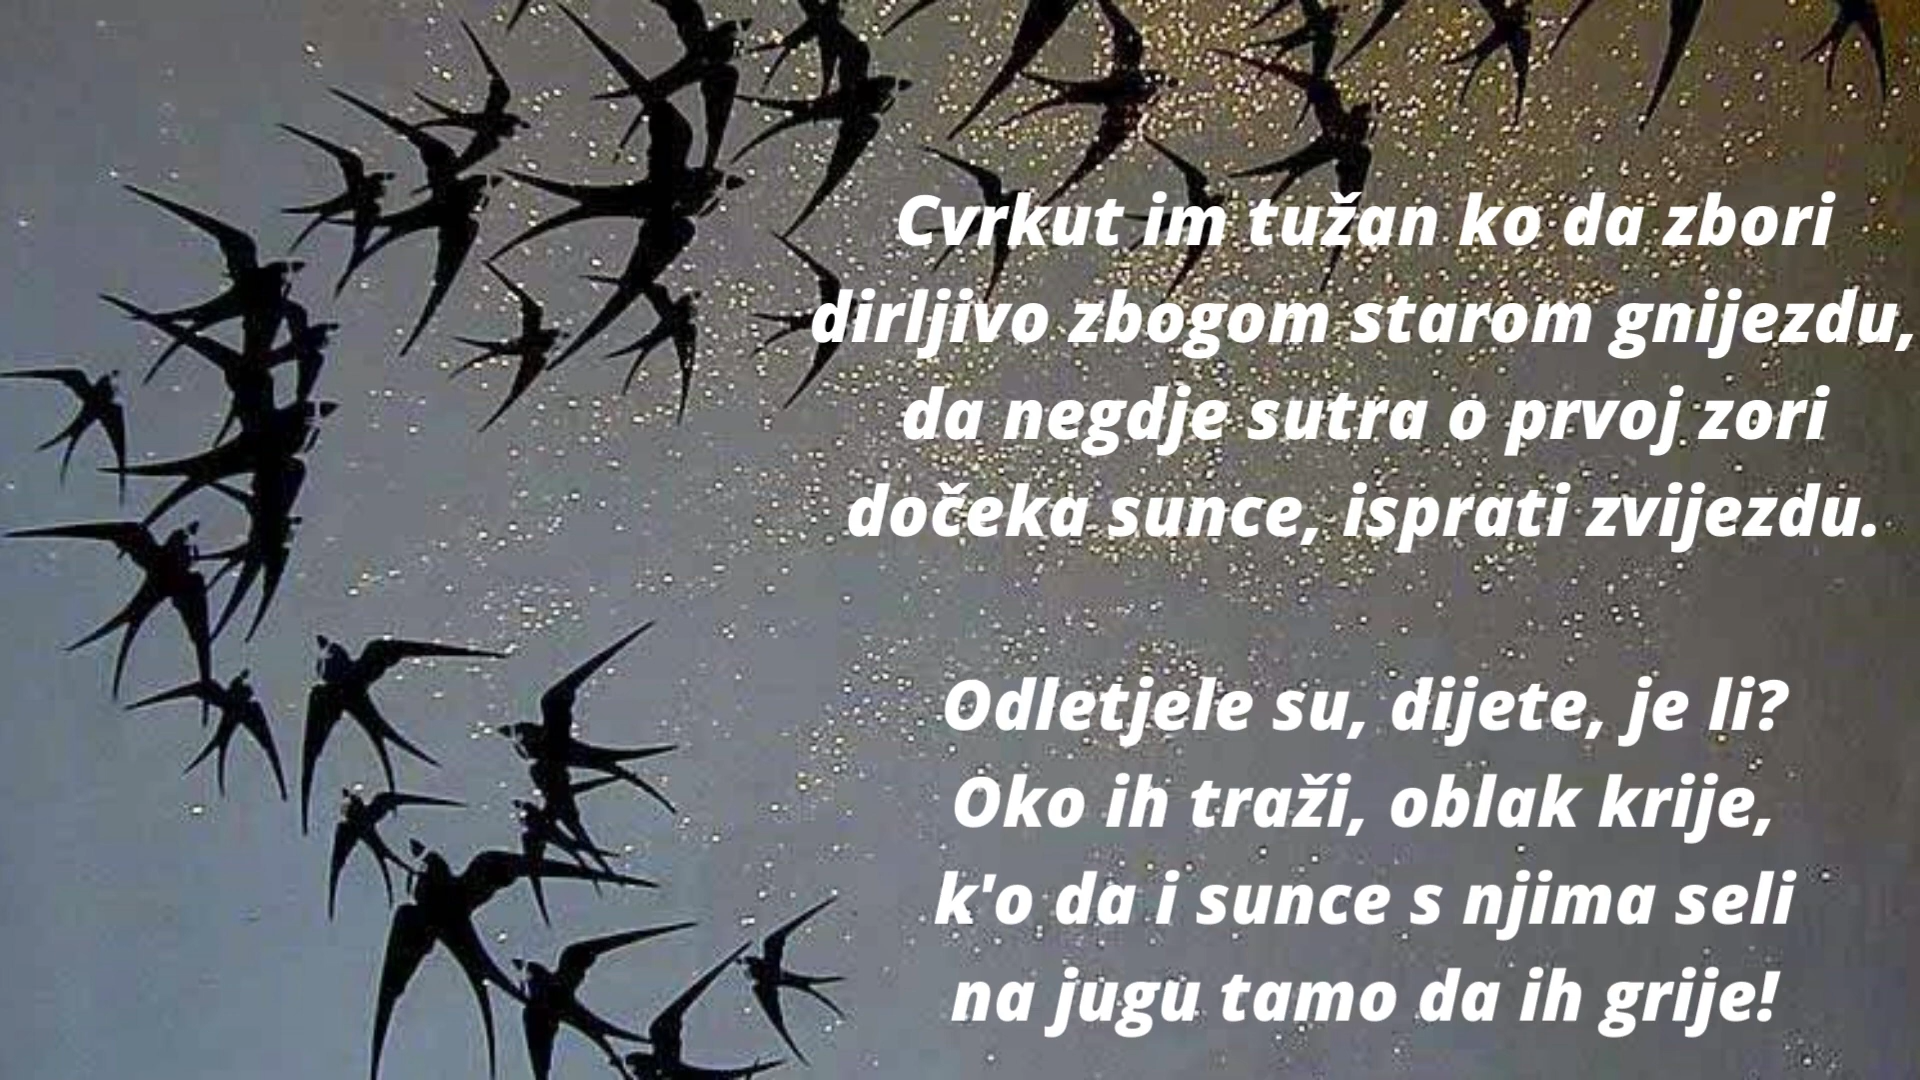 Cvrkut im tužan ko da zbori
dirljivo zbogom starom gnijezdu,
da negdje sutra o prvoj zori
dočeka sunce, isprati zvijezdu.
Odletjele su, dijete, je li?
Oko ih traži, oblak krije,
k'o da i sunce s njima seli
na jugu tamo da ih grije!